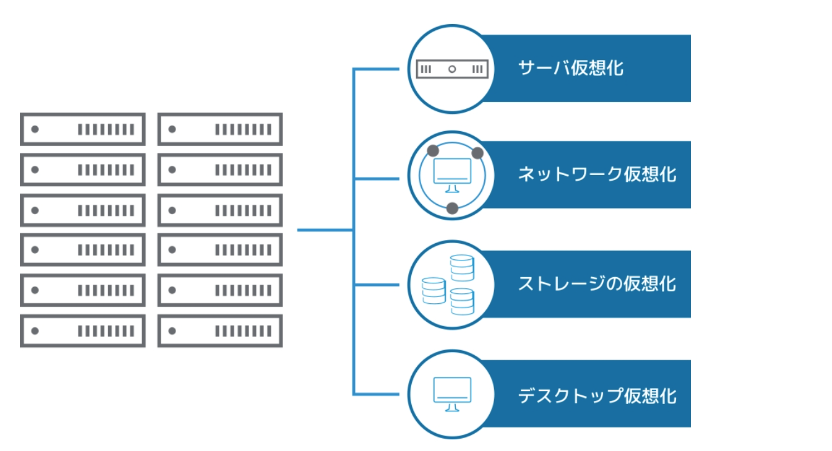 サーバ仮想化
ネットワーク仮想化
ストレージの仮想化
デスクトップ仮想化